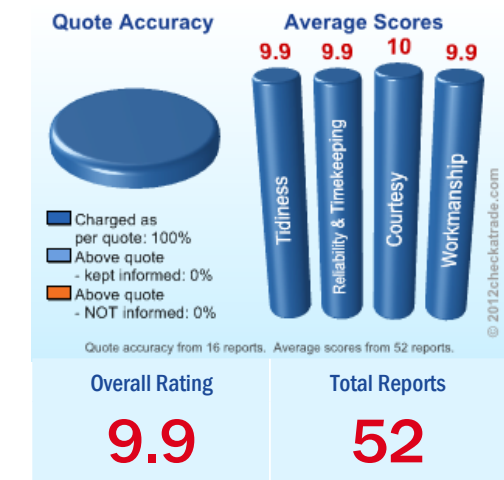 Quote Accuracy
Average Scores
9.9
9.9
10
9.9
Tidiness
Reliability & Timekeeping
Courtesy
Workmanship
Charged as
per quote: 100%
Above quote
- kept informed: 0%
Above quote
- NOT informed: 0%
© 2012checkatrade.com
Quote accuracy from 16 reports. Average scores from 52 reports.
Overall Rating
Total Reports
9.9
52